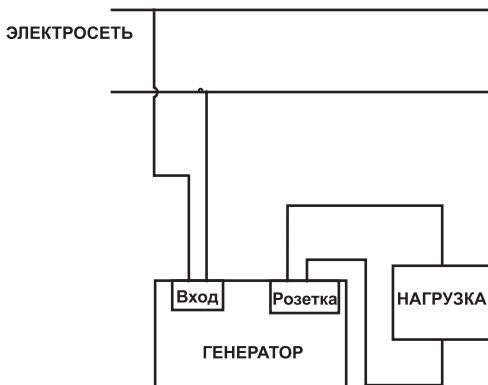 ЭЛЕКТРОСЕТЬ
Вход
Розетка
НАГРУЗКА
ГЕНЕРАТОР